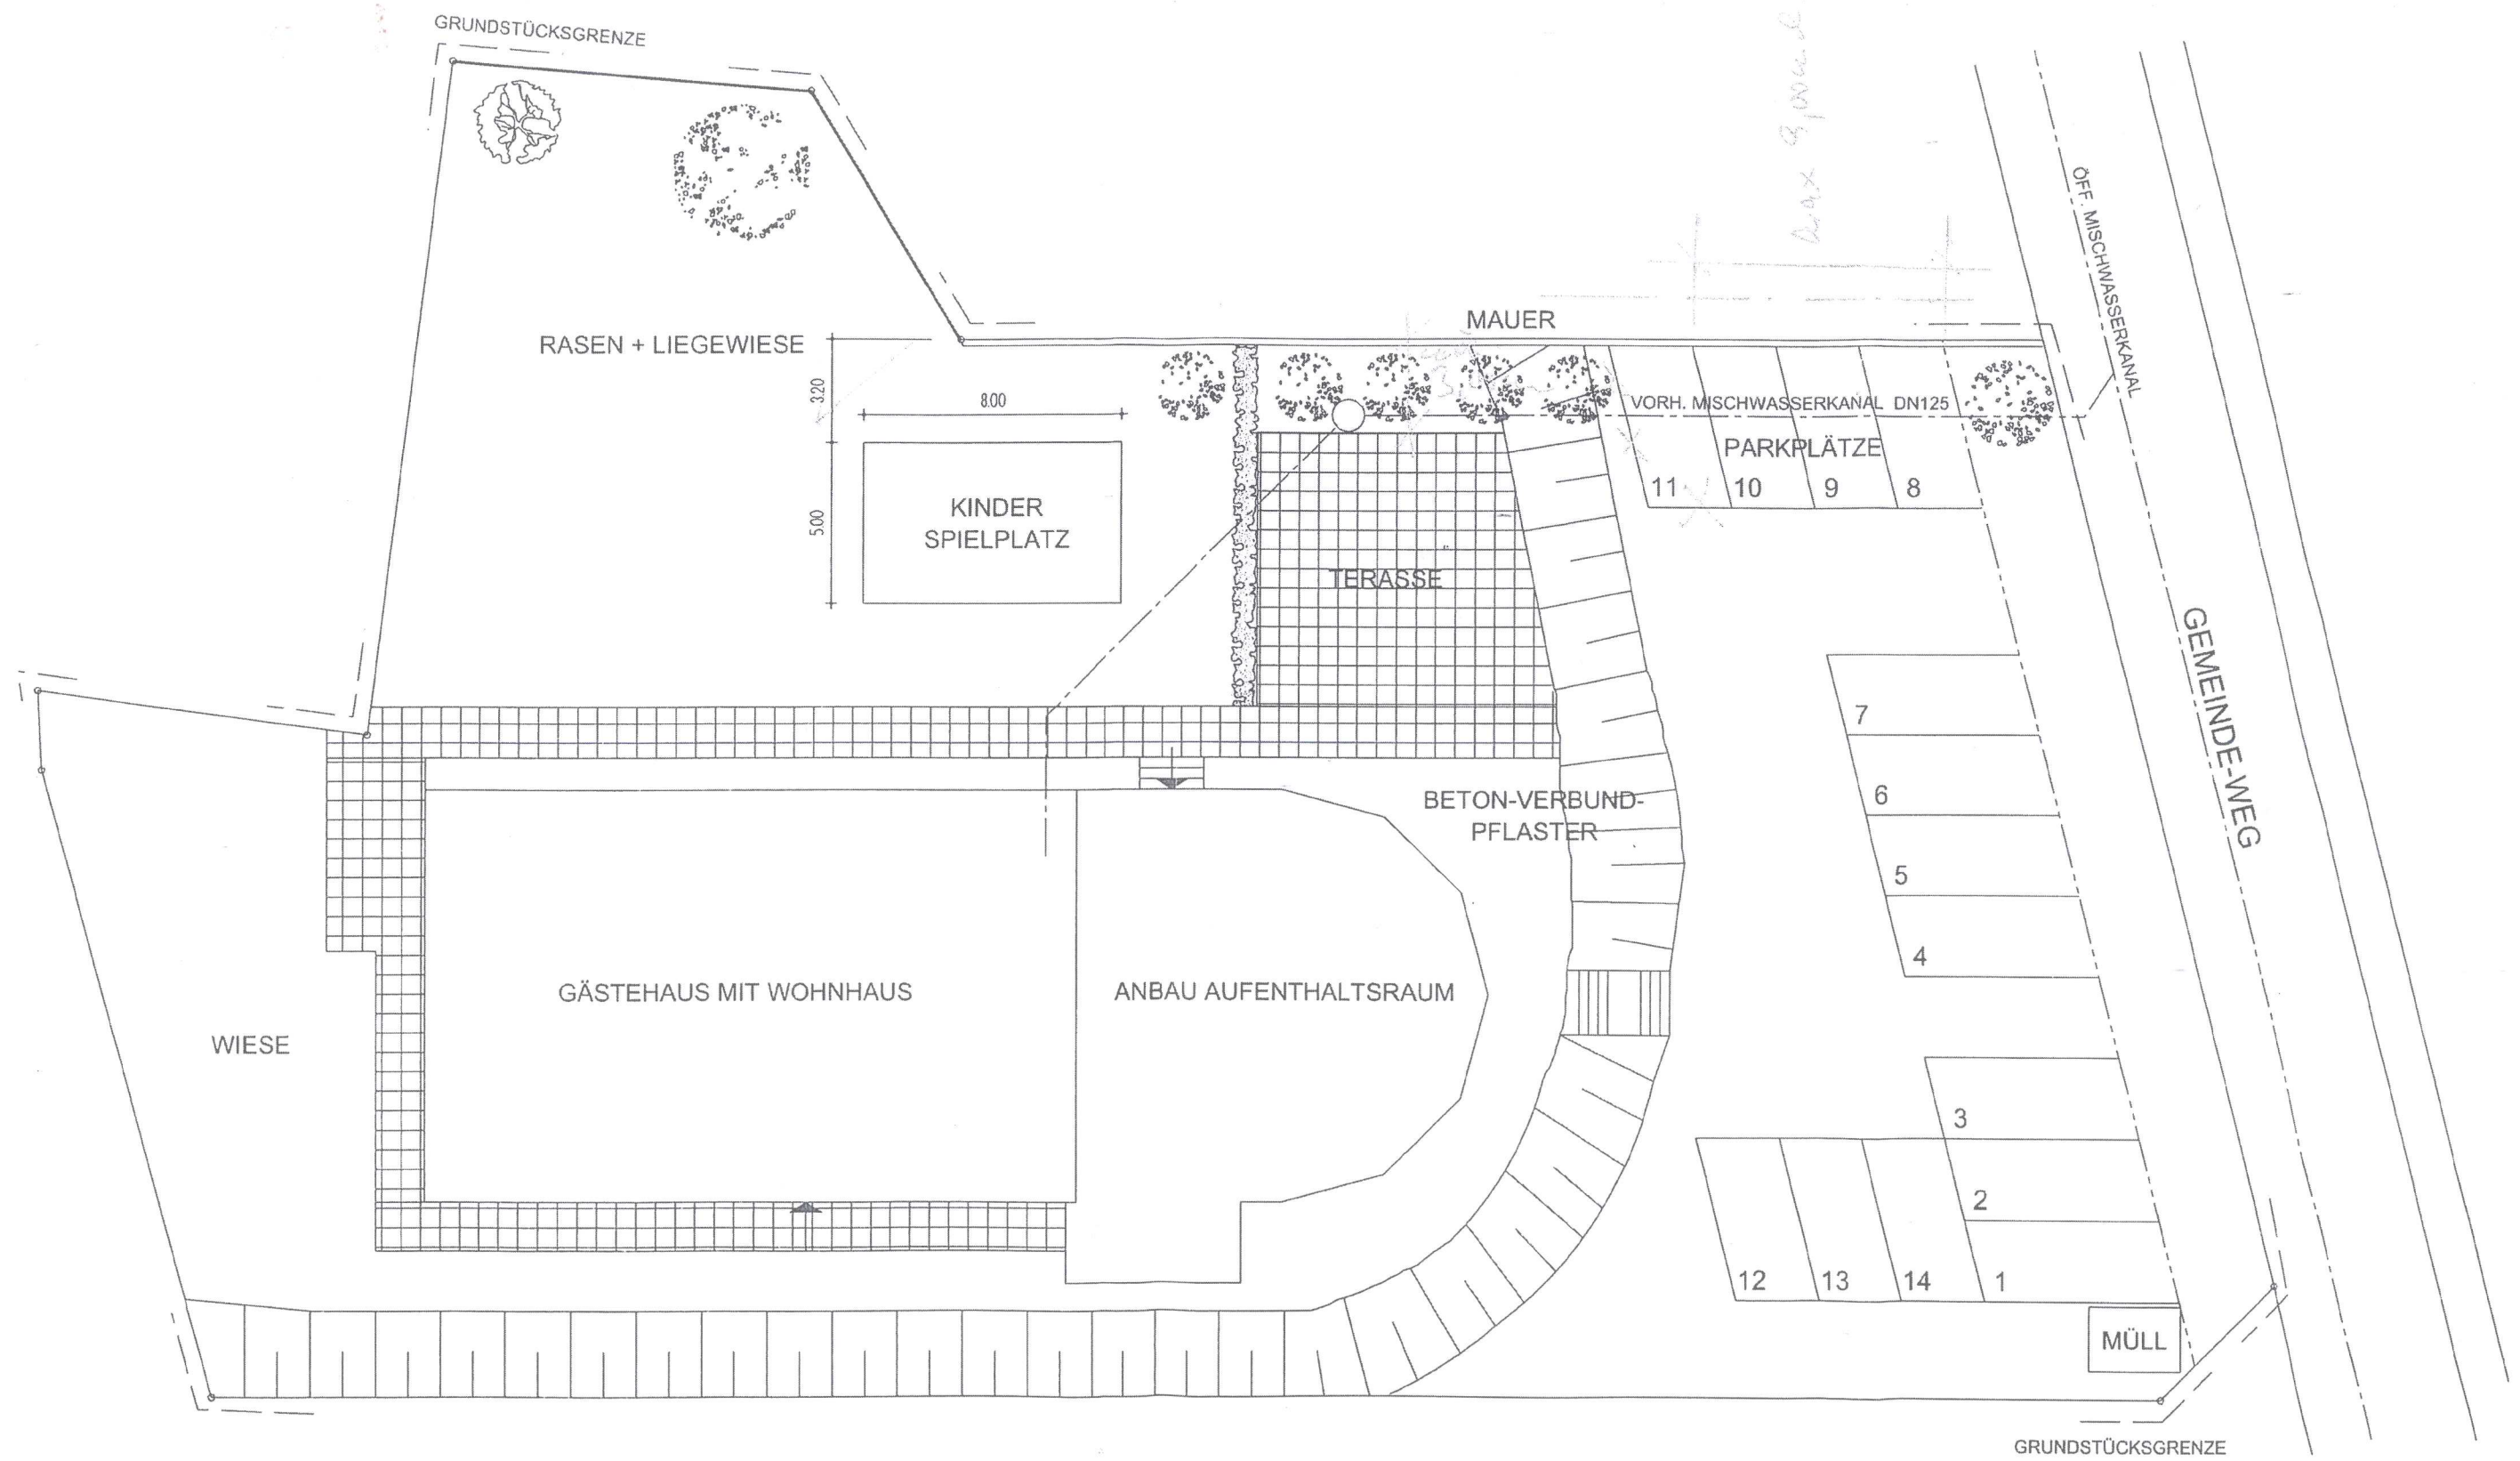 GRUNDSTÜCKSGRENZE
ÖFF. MISCHWASSERKANAL
MAUER
RASEN + LIEGEWIESE
3.20
8.00
VORH. MISCHWASSERKANAL DN125
PARKPLÄTZE
11
10
9
8
KINDER
SPIELPLATZ
5.00
TERASSE
GEMEINDE-WEG
7
6
5
4
BETON-VERBUND-
PFLASTER
GÄSTEHAUS MIT WOHNHAUS
ANBAU AUFENTHALTSRAUM
WIESE
3
2
1
12
13
14
MÜLL
GRUNDSTÜCKSGRENZE